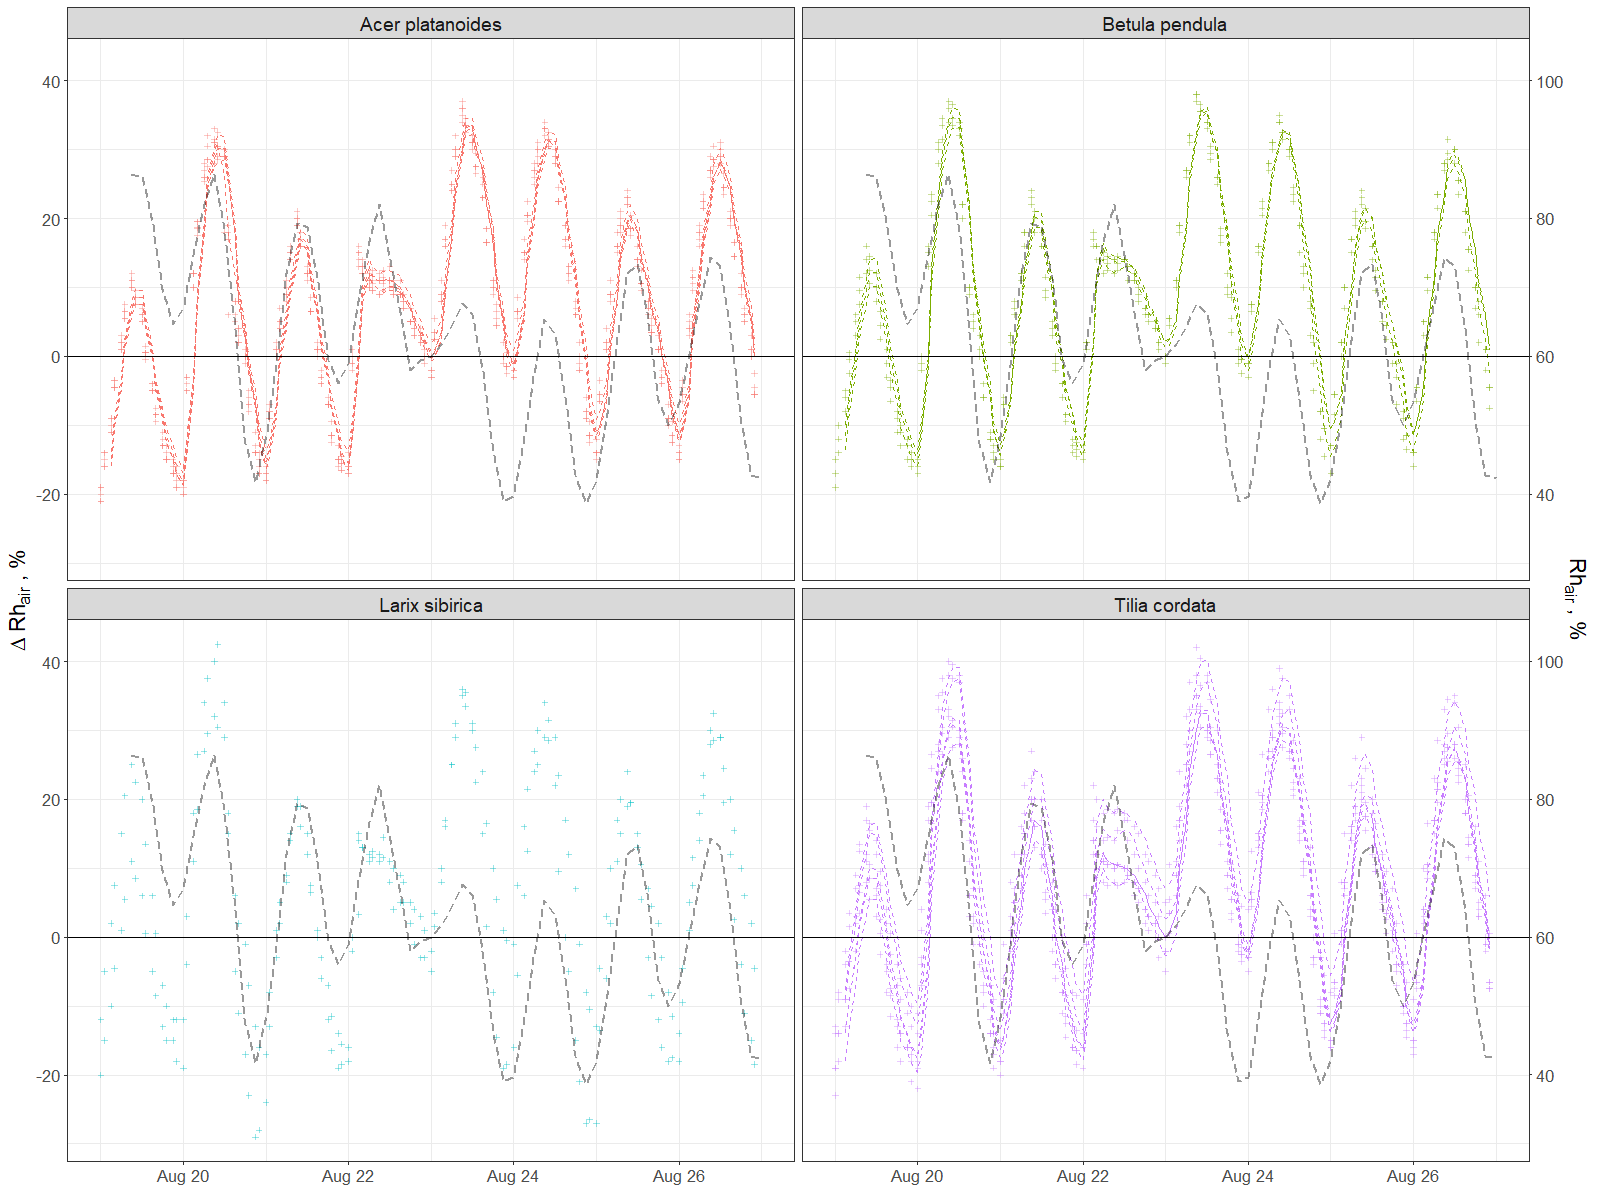 Acer platanoides
Betula pendula
40
20
0
-20
100
80
60
40
Δ Rhair , %
Rhair , %
Larix sibirica
Tilia cordata
40
20
0
-20
100
80
60
40
Aug 20
Aug 22
Aug 24
Aug 26
Aug 20
Aug 22
Aug 24
Aug 26